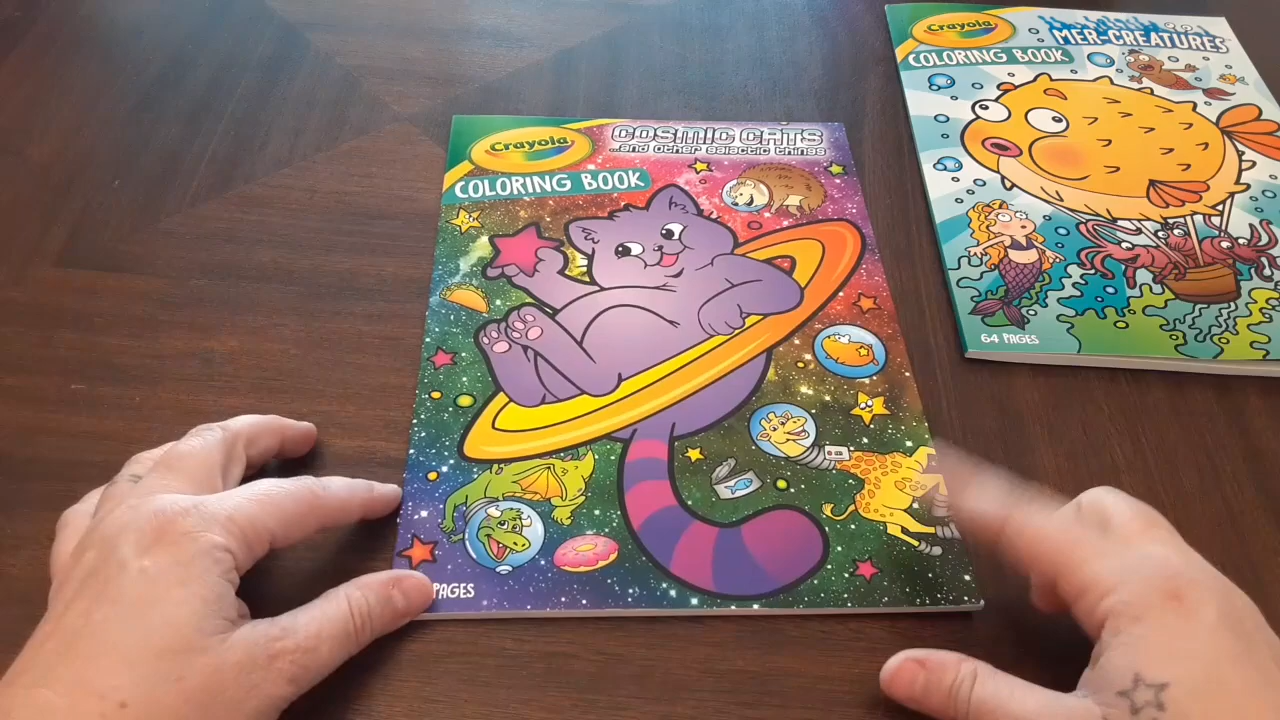 Crayola
COSMIC CATS
...and other galactic things
COLORING BOOK
PAGES
Crayola
MER-CREATURES
COLORING BOOK
64 PAGES